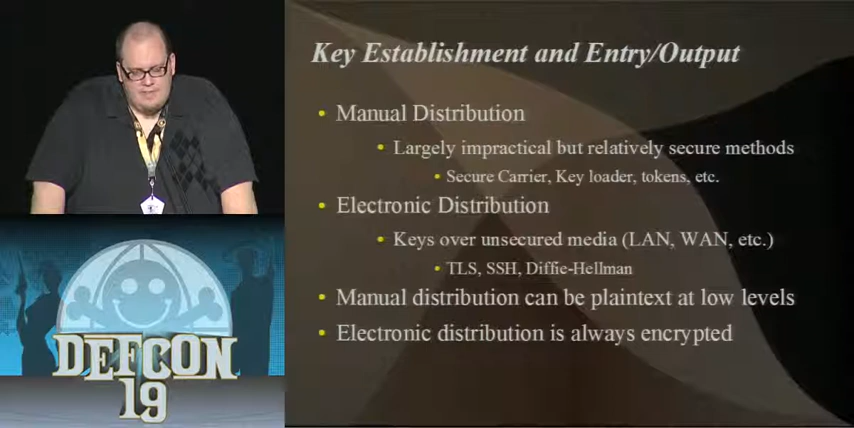 Key Establishment and Entry/Output
Manual Distribution
Largely impractical but relatively secure methods
Secure Carrier, Key loader, tokens, etc.
Electronic Distribution
Keys over unsecured media (LAN, WAN, etc.)
TLS, SSH, Diffie-Hellman
Manual distribution can be plaintext at low levels
Electronic distribution is always encrypted
DEFCON
19